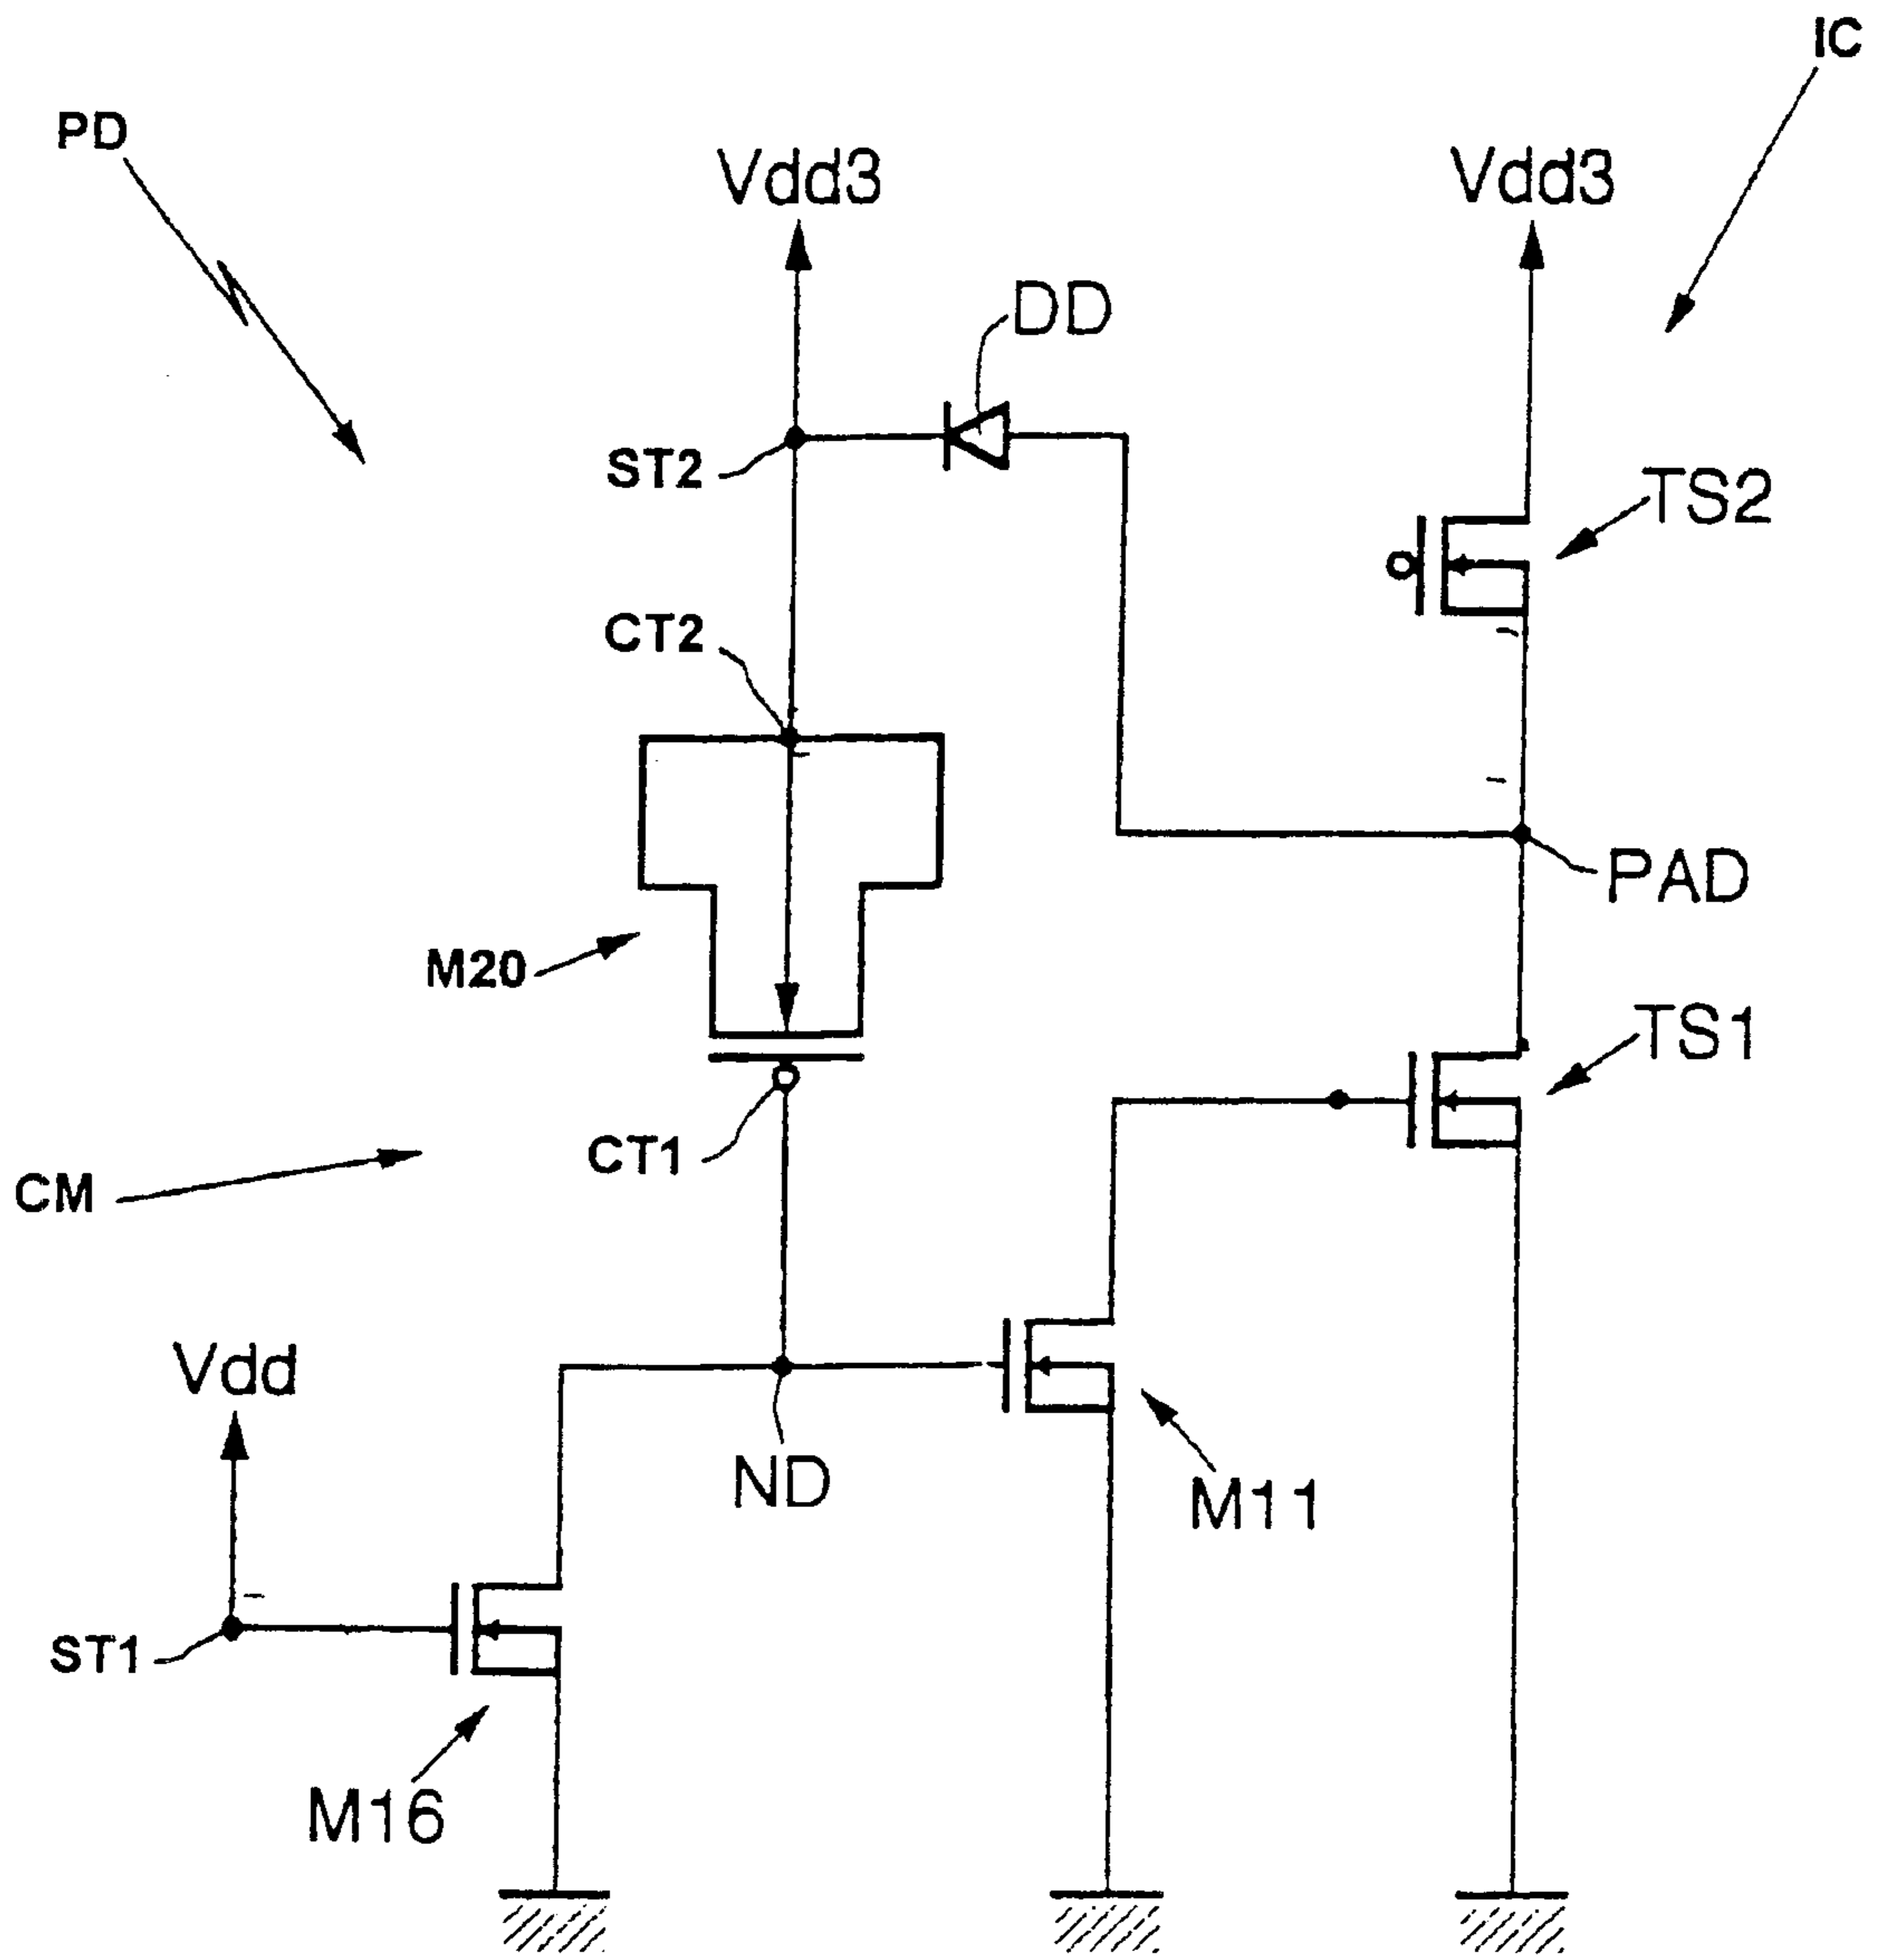 IC
PD
Vdd3
Vdd3
DD
ST2
TS2
CT2
PAD
M20
TS1
CT1
CM
Vdd
ND
M11
ST1
M16